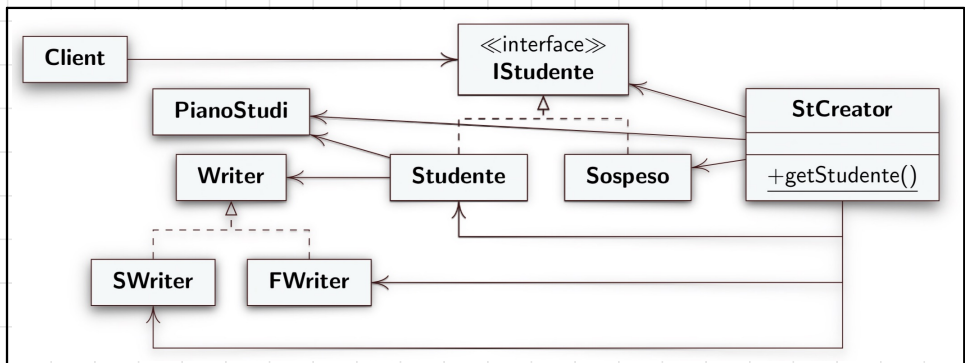 ≪interface≫
IStudente
Client
PianoStudi
StCreator
Writer
Studente
Sospeso
+getStudente()
SWriter
FWriter